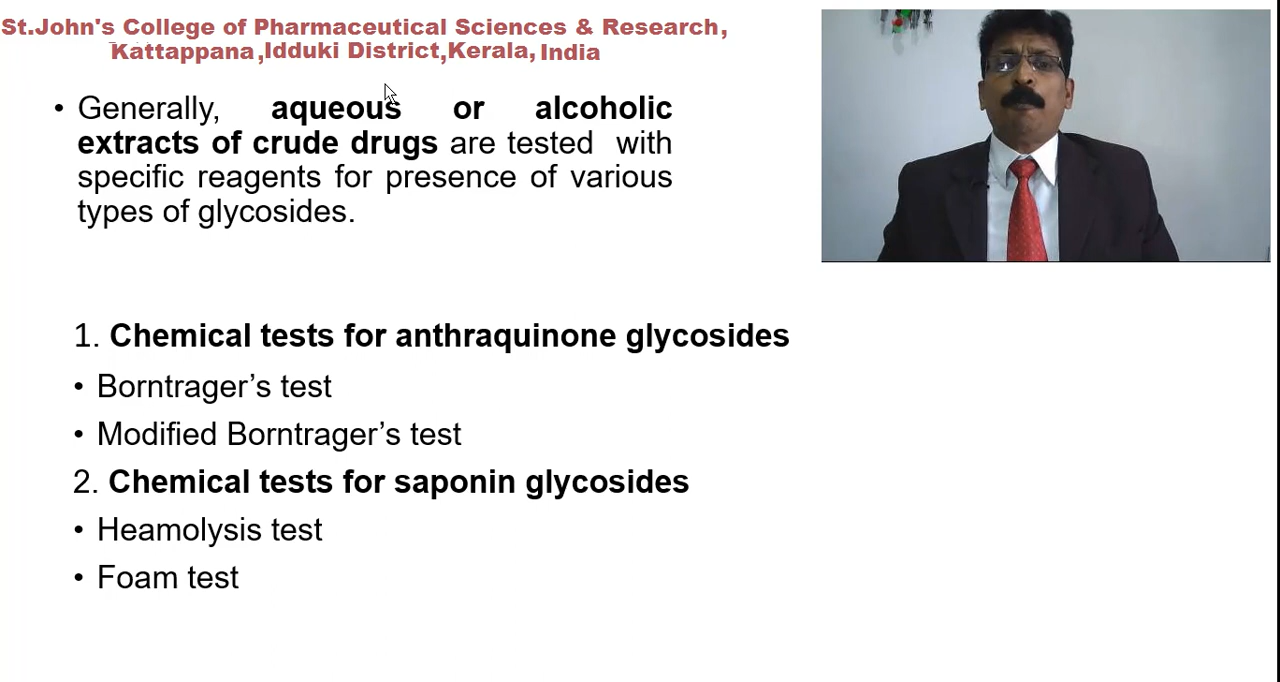 St.John's College of Pharmaceutical Sciences & Research,
Kattappana,Idduki District,Kerala, India
• Generally, aqueous or alcoholic
extracts of crude drugs are tested with
specific reagents for presence of various
types of glycosides.
1. Chemical tests for anthraquinone glycosides
• Borntrager’s test
• Modified Borntrager’s test
2. Chemical tests for saponin glycosides
• Heamolysis test
• Foam test